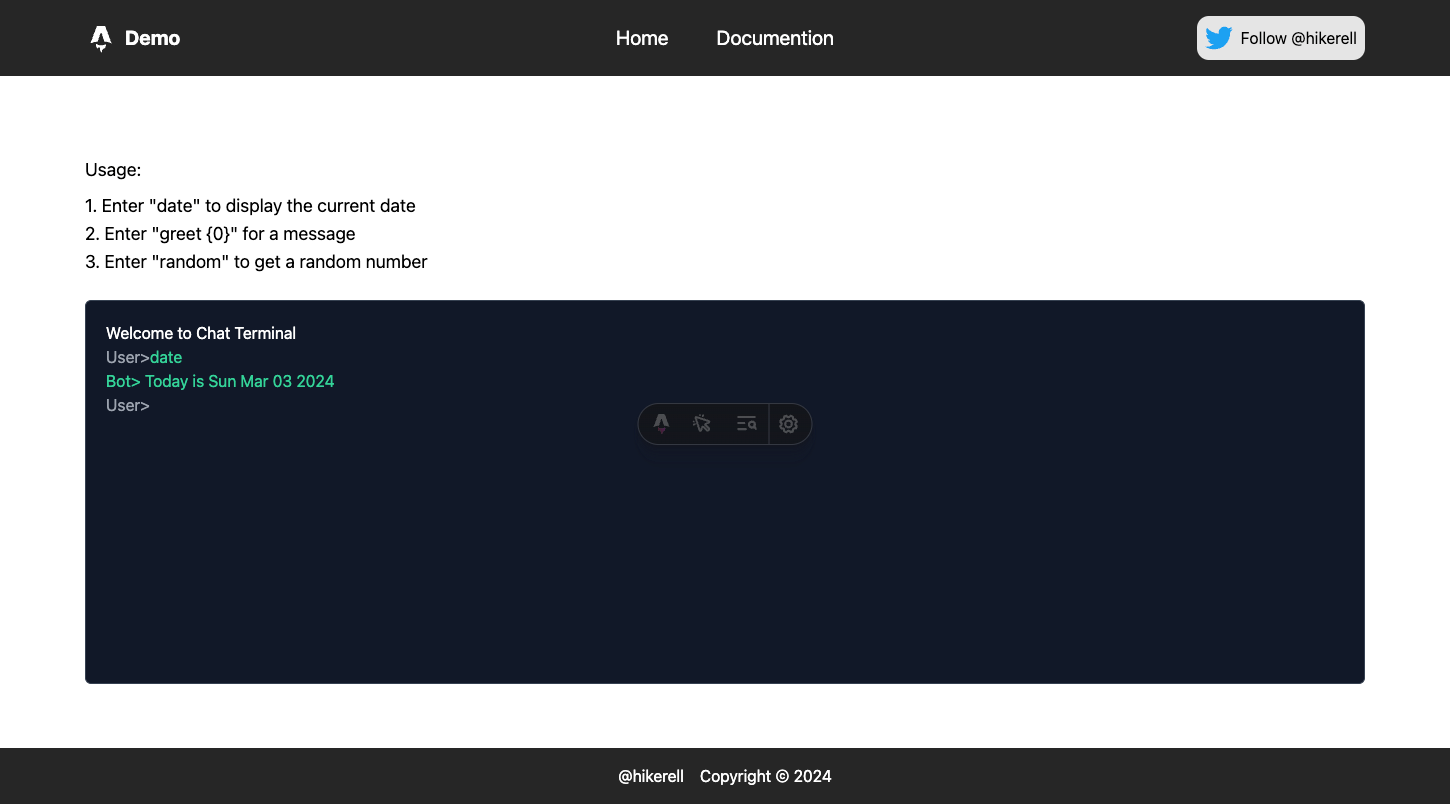 Demo
Home
Documention
Follow @hikerell
Usage:
1. Enter "date" to display the current date
2. Enter "greet {0}" for a message
3. Enter "random" to get a random number
Welcome to Chat Terminal
User>date
Bot> Today is Sun Mar 03 2024
User>
@hikerell Copyright © 2024